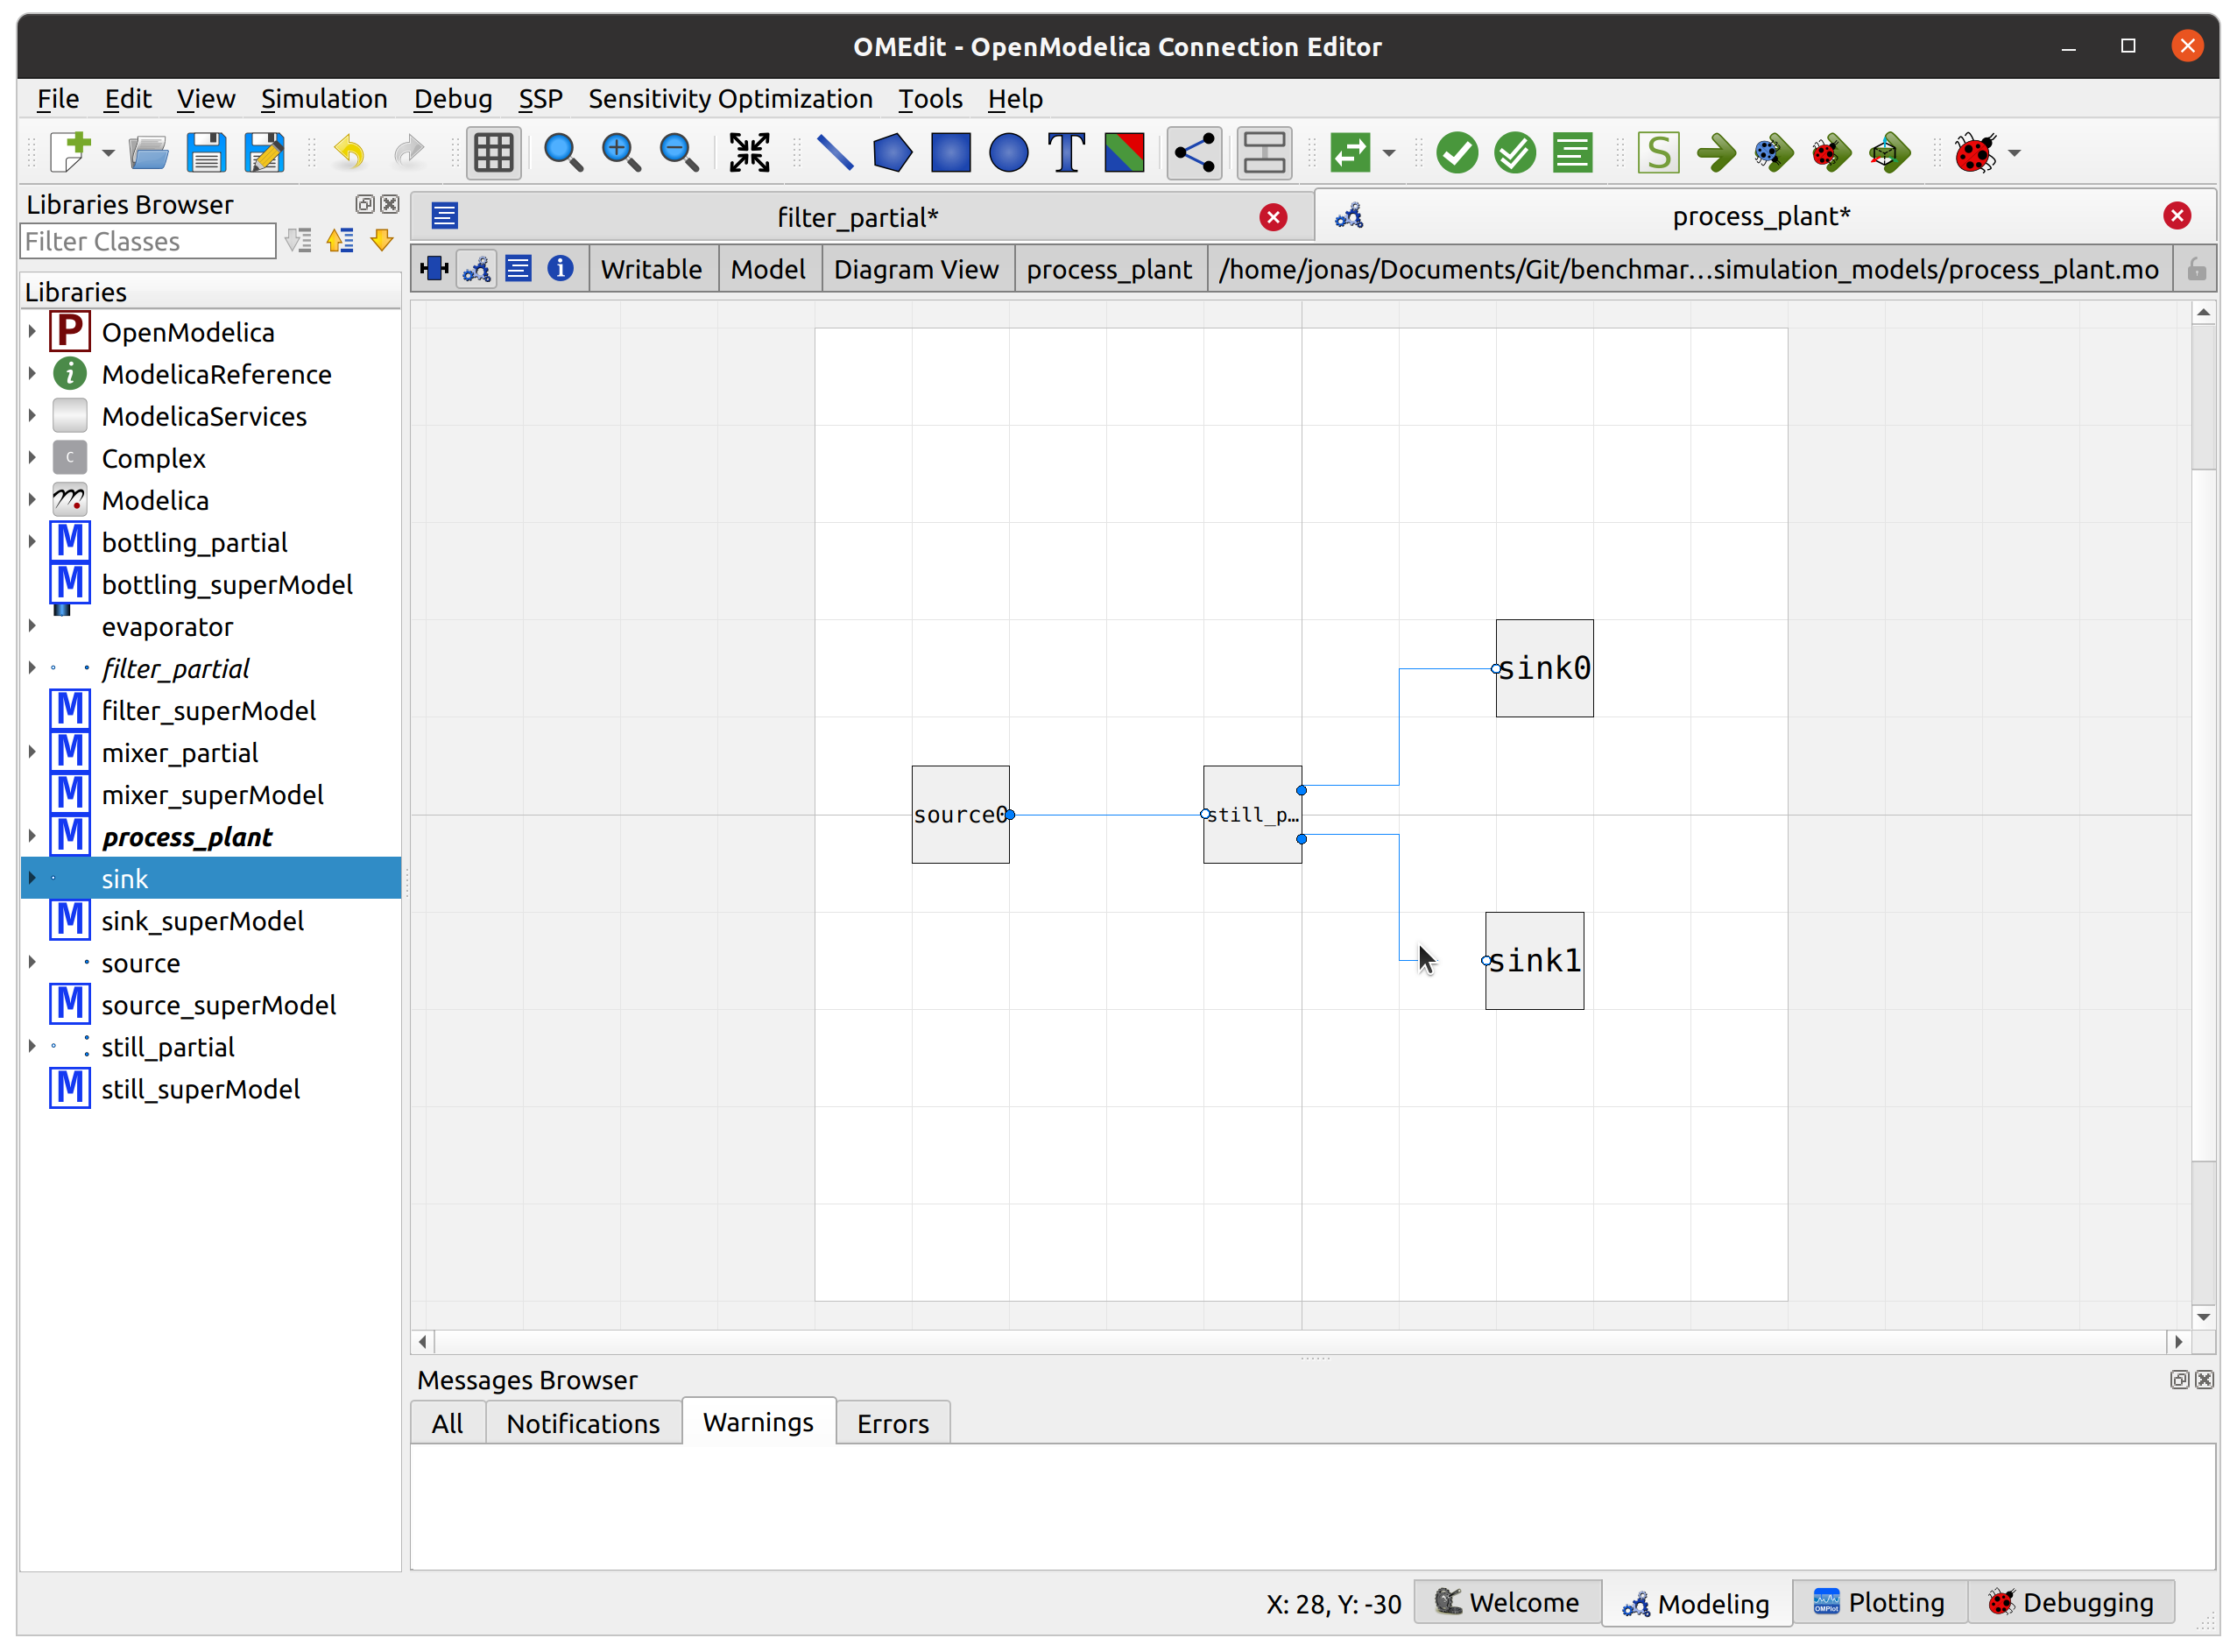 OMEdit - OpenModelica Connection Editor
File Edit View Simulation Debug SSP Sensitivity Optimization Tools Help
T S
Libraries Browser
Filter Classes
filter_partial*
process_plant*
i Writable Model Diagram View process_plant /home/jonas/Documents/Git/benchmar...simulation_models/process_plant.mo
Libraries
P OpenModelica
i ModelicaReference
ModelicaServices
C Complex
m Modelica
M bottling_partial
M bottling_superModel
evaporator
filter_partial
M filter_superModel
M mixer_partial
M mixer_superModel
M process_plant
sink
M sink_superModel
source
M source_superModel
still_partial
M still_superModel
sink0
source0
still_p...
sink1
Messages Browser
All Notifications Warnings Errors
X: 28, Y: -30 Welcome Modeling OMPlot Plotting Debugging